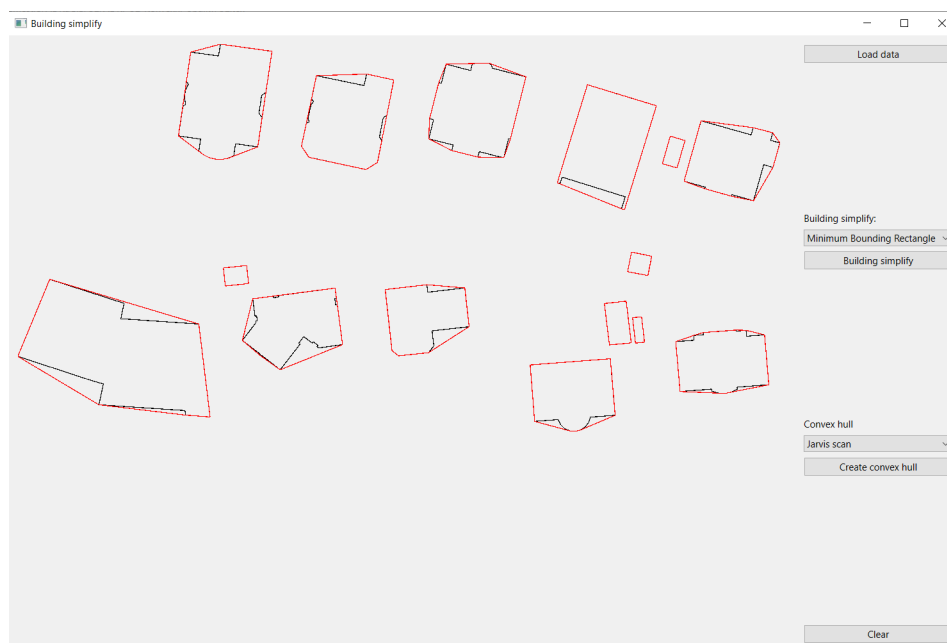 Building simplify
Load data
Building simplify:
Minimum Bounding Rectangle
Building simplify
Convex hull
Jarvis scan
Create convex hull
Clear